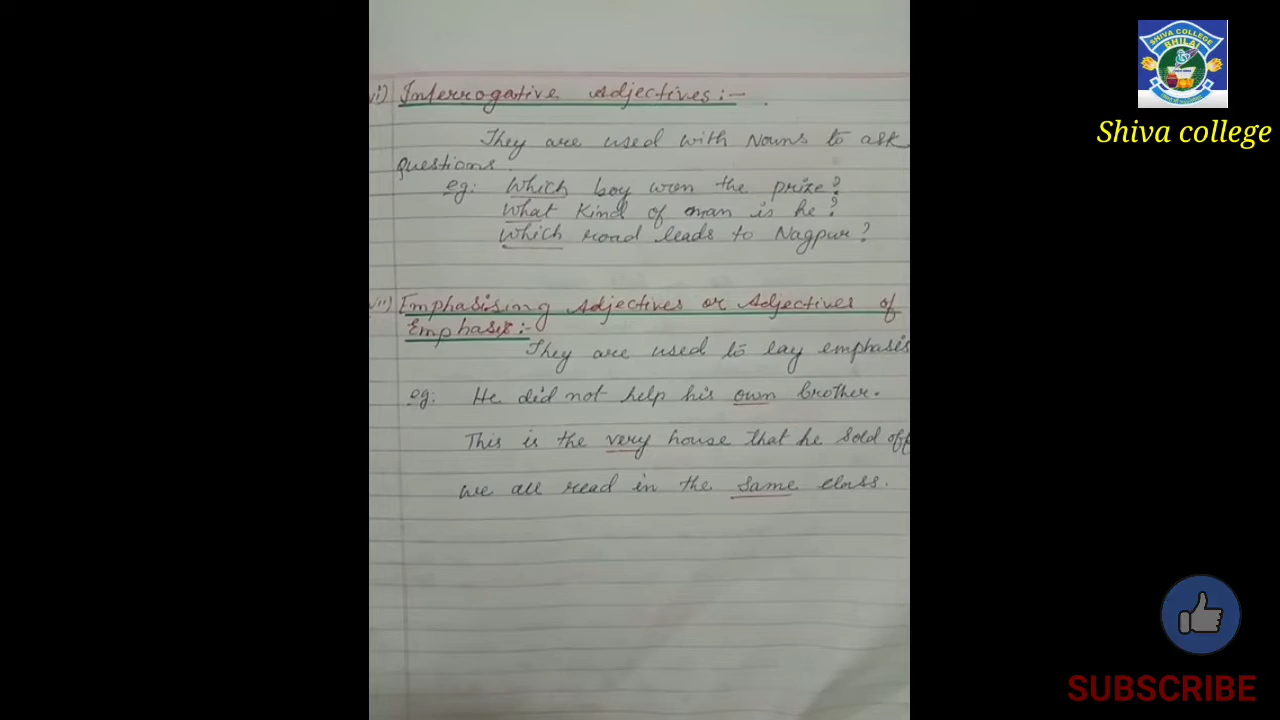 vi) Interrogative Adjectives :-
They are used with Nouns to ask
questions.
eg: Which boy won the prize?
What kind of man is he?
Which road leads to Nagpur?
vii) Emphasising Adjectives or Adjectives of
Emphasis:-
They are used to lay emphasis
eg: He did not help his own brother.
This is the very house that he sold off
we all read in the same class.
SHIVA COLLEGE
BHILAI
Shiva college
SUBSCRIBE